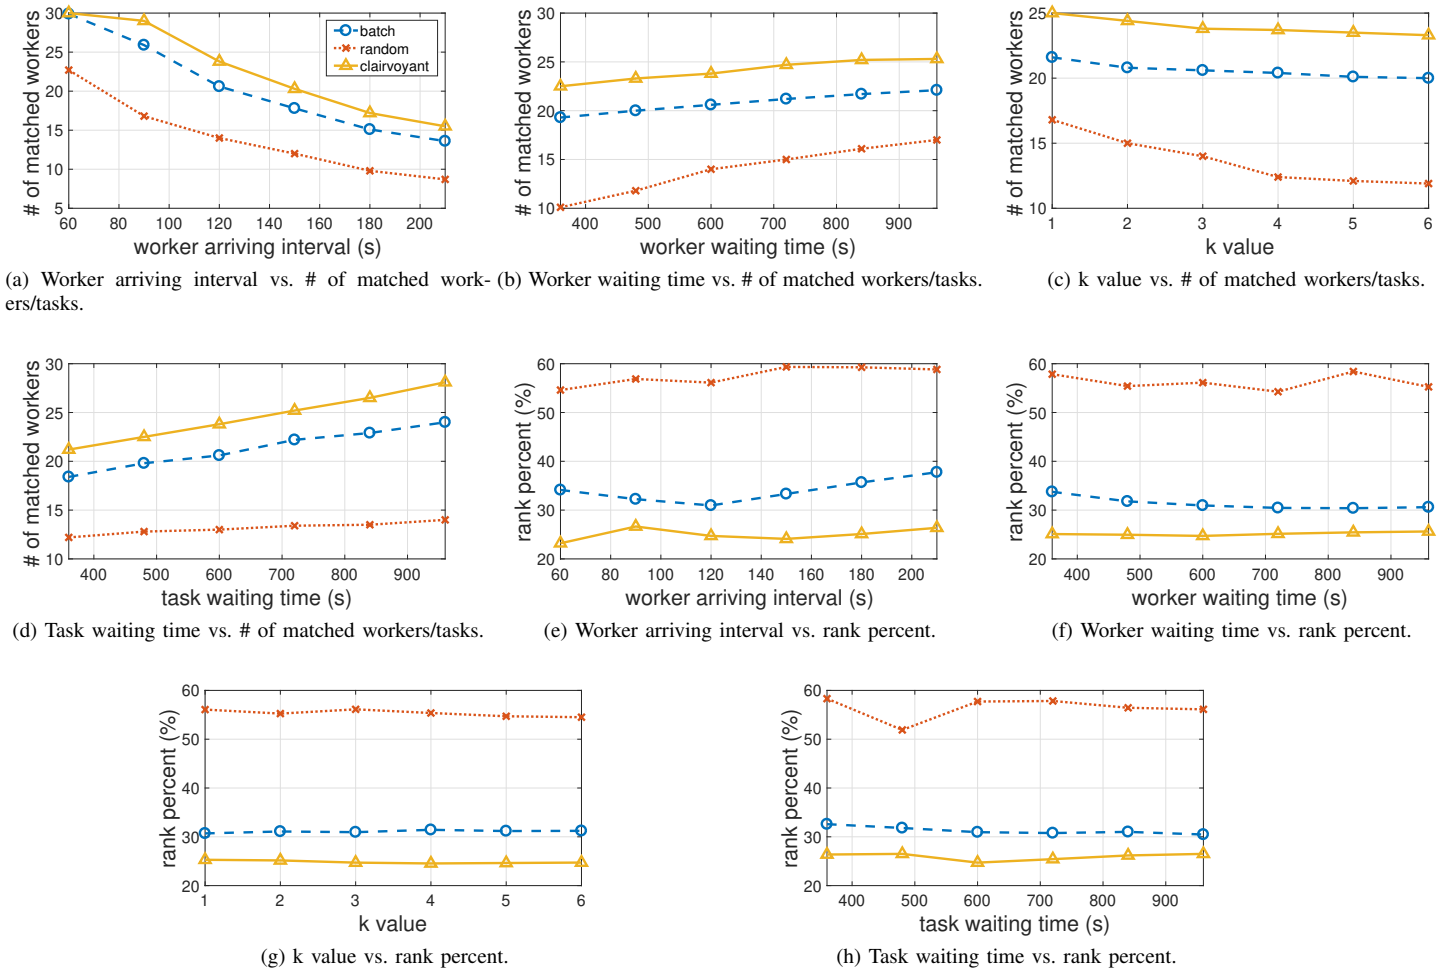 30
25
20
15
10
5
# of matched workers
batch
random
clairvoyant
60 80 100 120 140 160 180 200
worker arriving interval (s)
(a) Worker arriving interval vs. # of matched work-
ers/tasks.
30
25
20
15
10
# of matched workers
400 500 600 700 800 900
worker waiting time (s)
(b) Worker waiting time vs. # of matched workers/tasks.
25
20
15
10
# of matched workers
1 2 3 4 5 6
k value
(c) k value vs. # of matched workers/tasks.
30
25
20
15
10
# of matched workers
400 500 600 700 800 900
task waiting time (s)
(d) Task waiting time vs. # of matched workers/tasks.
60
50
40
30
20
rank percent (%)
60 80 100 120 140 160 180 200
worker arriving interval (s)
(e) Worker arriving interval vs. rank percent.
60
50
40
30
20
rank percent (%)
400 500 600 700 800 900
worker waiting time (s)
(f) Worker waiting time vs. rank percent.
60
50
40
30
20
rank percent (%)
1 2 3 4 5 6
k value
(g) k value vs. rank percent.
60
50
40
30
20
rank percent (%)
400 500 600 700 800 900
task waiting time (s)
(h) Task waiting time vs. rank percent.